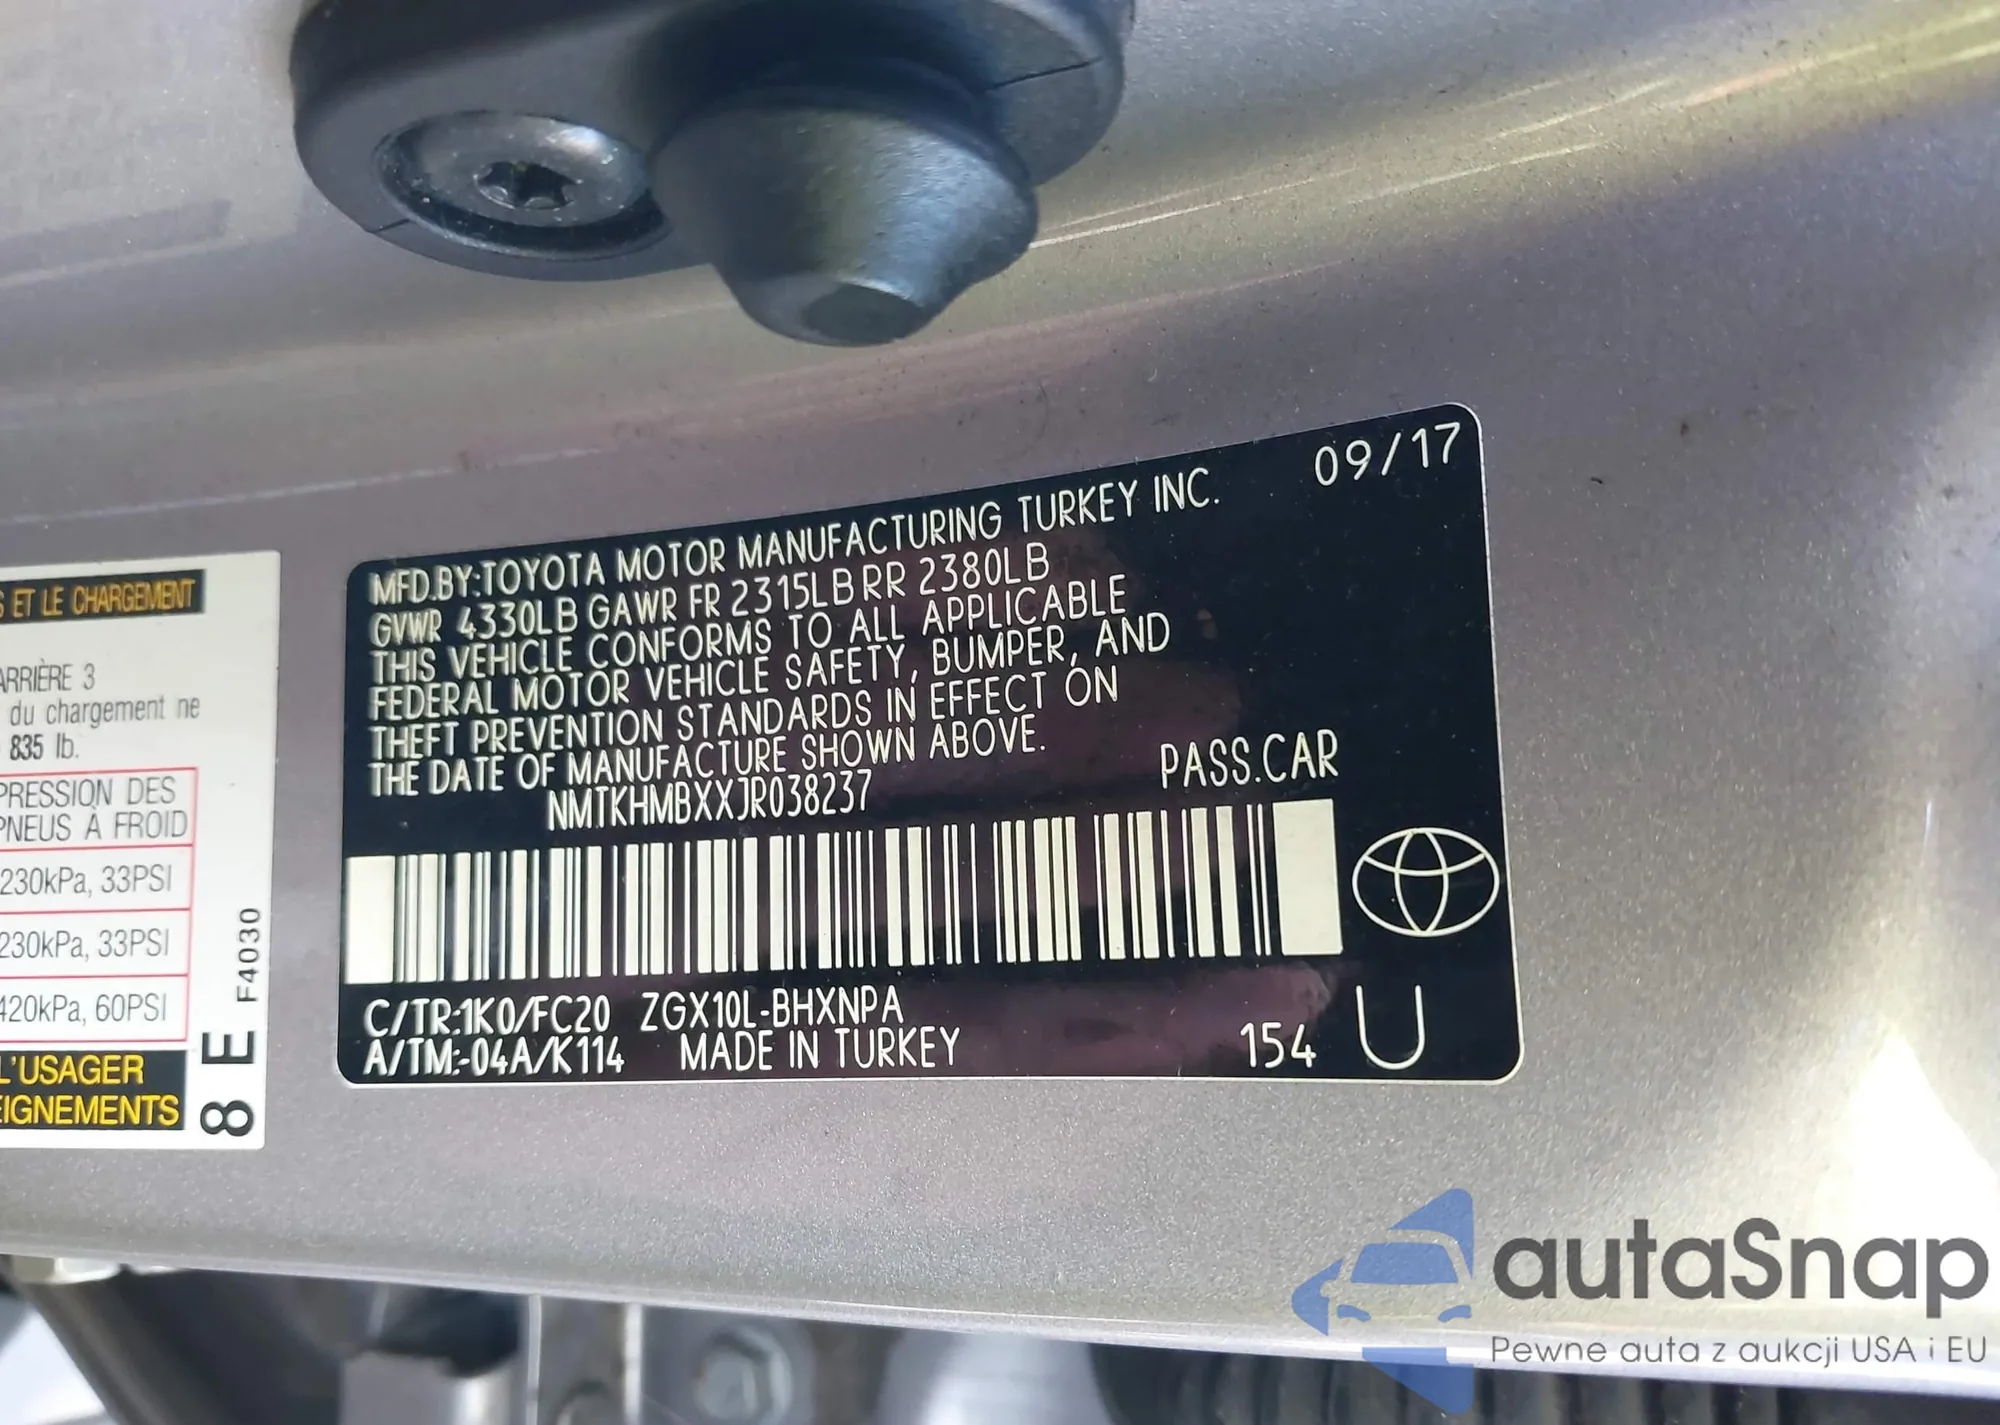 S ET LE CHARGEMENT
ARRIÈRE 3
du chargement ne
835 lb.
PRESSION DES
PNEUS À FROID
230kPa, 33PSI
230kPa, 33PSI
420kPa, 60PSI
L'USAGER
EIGNEMENTS
8 E F4030
09/17
MFD.BY:TOYOTA MOTOR MANUFACTURING TURKEY INC.
GVWR 4330LB GAWR FR 2315LB RR 2380LB
THIS VEHICLE CONFORMS TO ALL APPLICABLE
FEDERAL MOTOR VEHICLE SAFETY, BUMPER, AND
THEFT PREVENTION STANDARDS IN EFFECT ON
THE DATE OF MANUFACTURE SHOWN ABOVE.
NMTKHMBXXJR038237 PASS.CAR
C/TR:1K0/FC20 ZGX10L-BHXNPA
A/TM:-04A/K114 MADE IN TURKEY 154 U
autaSnap
Pewne auta z aukcji USA i EU